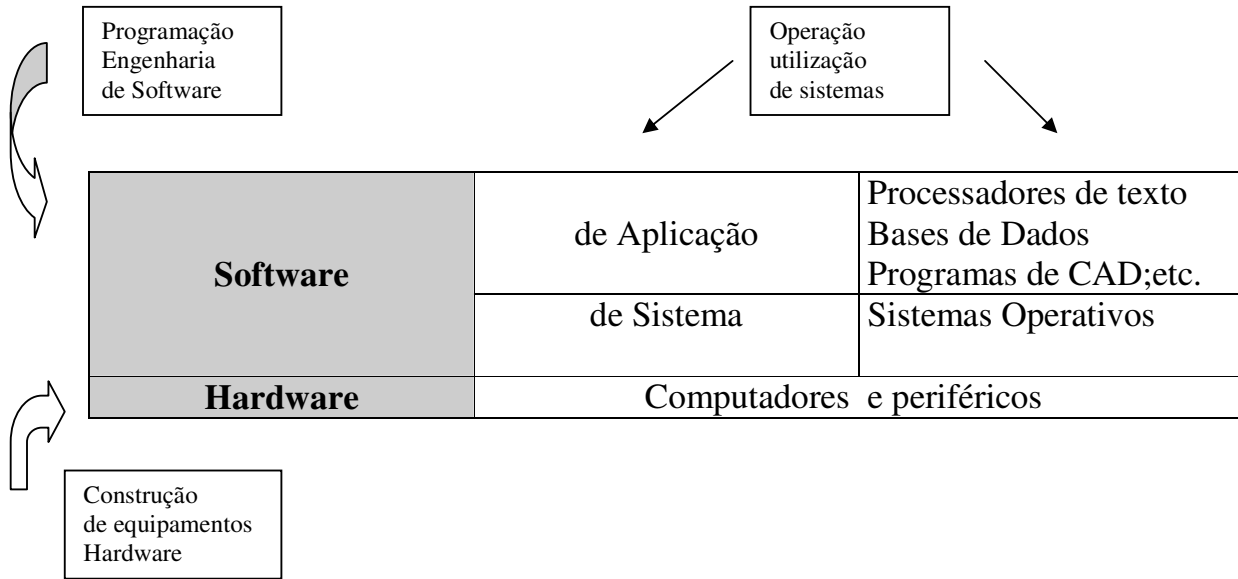 Programação
Engenharia
de Software
Operação
utilização
de sistemas
Software
de Aplicação
Processadores de texto
Bases de Dados
Programas de CAD;etc.
de Sistema
Sistemas Operativos
Hardware
Computadores e periféricos
Construção
de equipamentos
Hardware